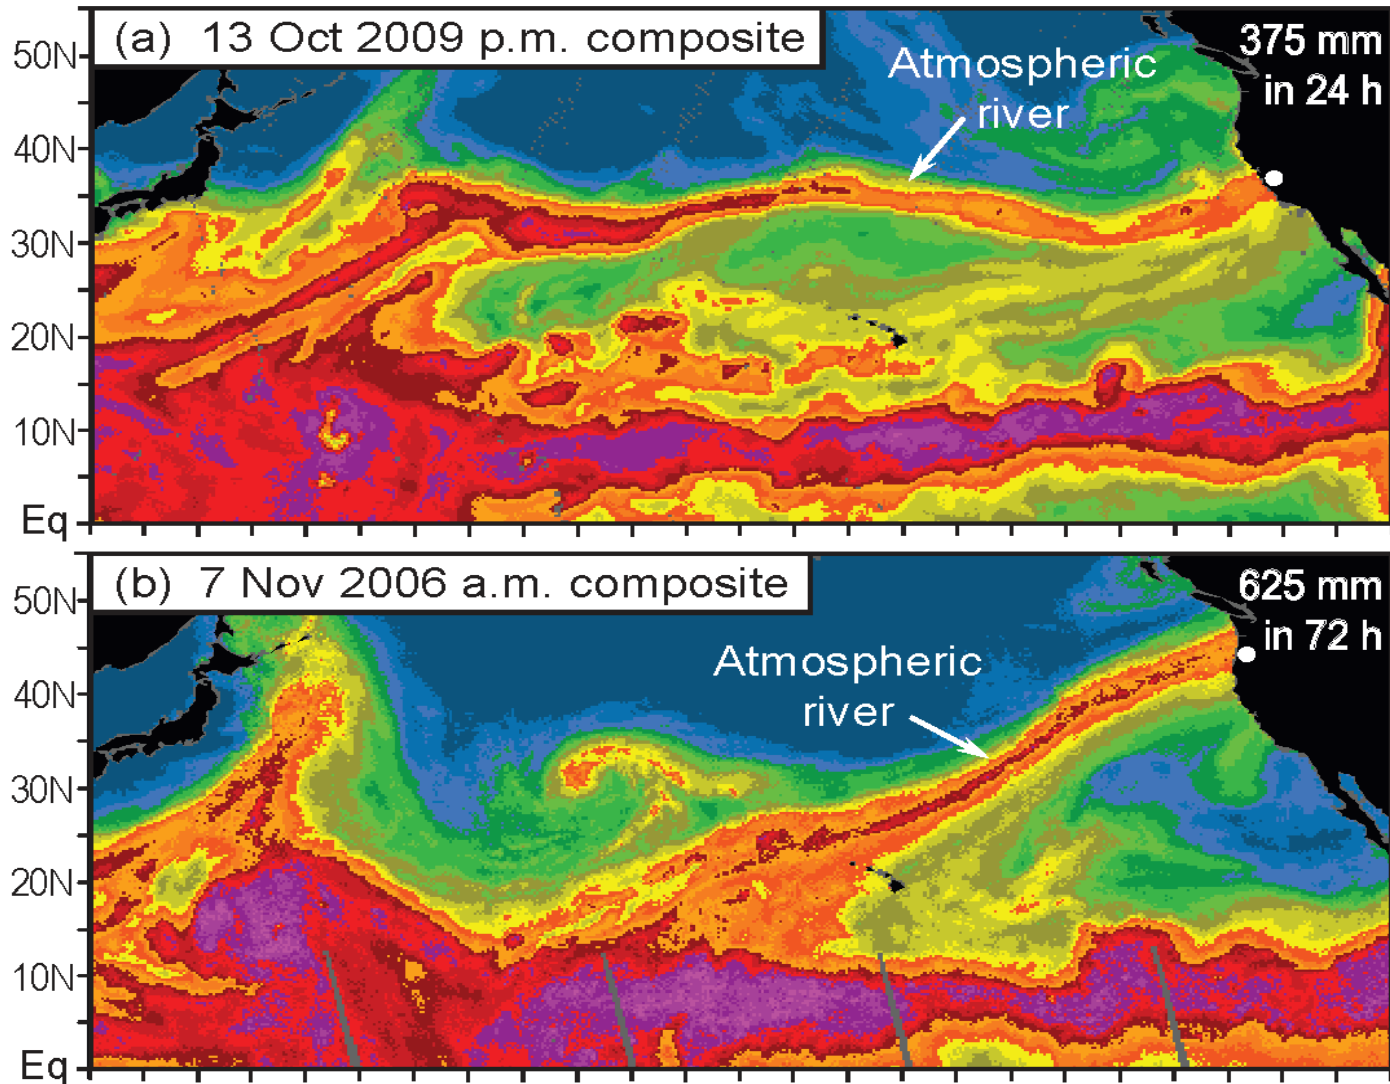 (a) 13 Oct 2009 p.m. composite
375 mm
in 24 h
Atmospheric
river
50N
40N
30N
20N
10N
Eq
(b) 7 Nov 2006 a.m. composite
625 mm
in 72 h
Atmospheric
river
50N
40N
30N
20N
10N
Eq